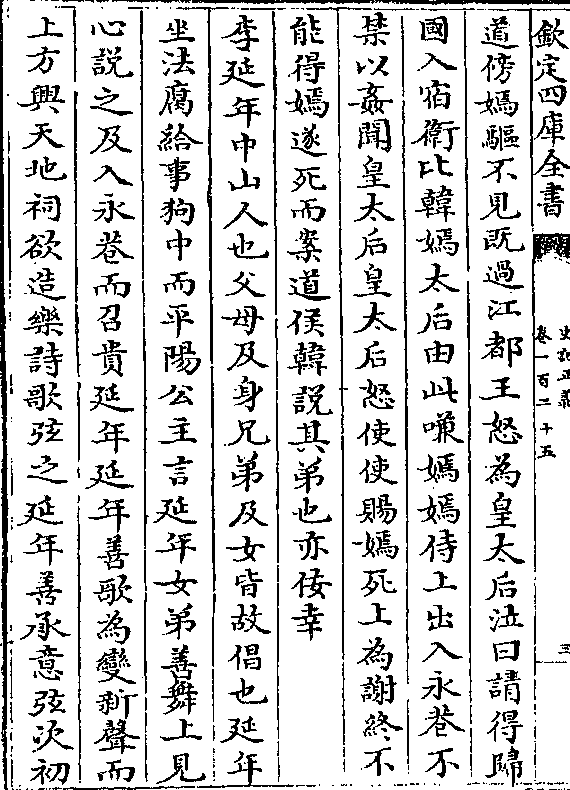 欽定四庫全書
史記正義
卷一百二十五
三
道傍嫣驅不見既過江都王怒為皇太后泣曰請得歸
國入宿衛比韓嫣太后由此嗛嫣嫣侍上出入永巷不
禁以姦聞皇太后皇太后怒使使賜嫣死上為謝終不
能得嫣遂死而案道侯韓説其弟也亦佞幸
李延年中山人也父母及身兄弟及女皆故倡也延年
坐法腐給事狗中而平陽公主言延年女弟善舞上見
心説之及入永巷而召貴延年延年善歌為變新聲而
上方興天地祠欲造樂詩歌弦之延年善承意弦次初